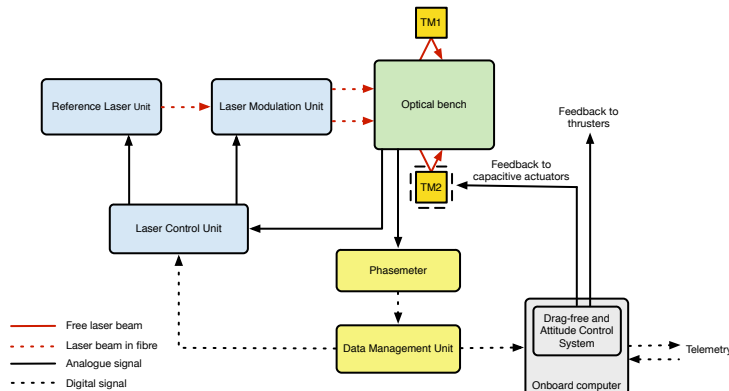 TM1
Reference Laser Unit
Laser Modulation Unit
Optical bench
Feedback to
thrusters
Feedback to
capacitive actuators
TM2
Laser Control Unit
Phasemeter
Drag-free and
Attitude Control
System
Data Management Unit
Telemetry
Onboard computer
Free laser beam
Laser beam in fibre
Analogue signal
Digital signal